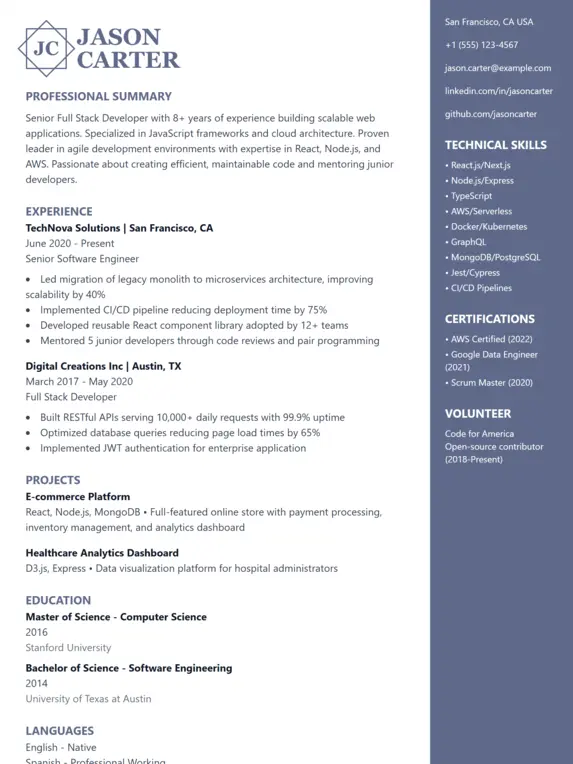 JC
JASON
CARTER
PROFESSIONAL SUMMARY
Senior Full Stack Developer with 8+ years of experience building scalable web
applications. Specialized in JavaScript frameworks and cloud architecture. Proven
leader in agile development environments with expertise in React, Node.js, and
AWS. Passionate about creating efficient, maintainable code and mentoring junior
developers.
EXPERIENCE
TechNova Solutions | San Francisco, CA
June 2020 - Present
Senior Software Engineer
• Led migration of legacy monolith to microservices architecture, improving
scalability by 40%
• Implemented CI/CD pipeline reducing deployment time by 75%
• Developed reusable React component library adopted by 12+ teams
• Mentored 5 junior developers through code reviews and pair programming
Digital Creations Inc | Austin, TX
March 2017 - May 2020
Full Stack Developer
• Built RESTful APIs serving 10,000+ daily requests with 99.9% uptime
• Optimized database queries reducing page load times by 65%
• Implemented JWT authentication for enterprise application
PROJECTS
E-commerce Platform
React, Node.js, MongoDB • Full-featured online store with payment processing,
inventory management, and analytics dashboard
Healthcare Analytics Dashboard
D3.js, Express • Data visualization platform for hospital administrators
EDUCATION
Master of Science - Computer Science
2016
Stanford University
Bachelor of Science - Software Engineering
2014
University of Texas at Austin
LANGUAGES
English - Native
Spanish - Professional Working
San Francisco, CA USA
+1 (555) 123-4567
jason.carter@example.com
linkedin.com/in/jasoncarter
github.com/jasoncarter
TECHNICAL SKILLS
• React.js/Next.js
• Node.js/Express
• TypeScript
• AWS/Serverless
• Docker/Kubernetes
• GraphQL
• MongoDB/PostgreSQL
• Jest/Cypress
• CI/CD Pipelines
CERTIFICATIONS
• AWS Certified (2022)
• Google Data Engineer
(2021)
• Scrum Master (2020)
VOLUNTEER
Code for America
Open-source contributor
(2018-Present)